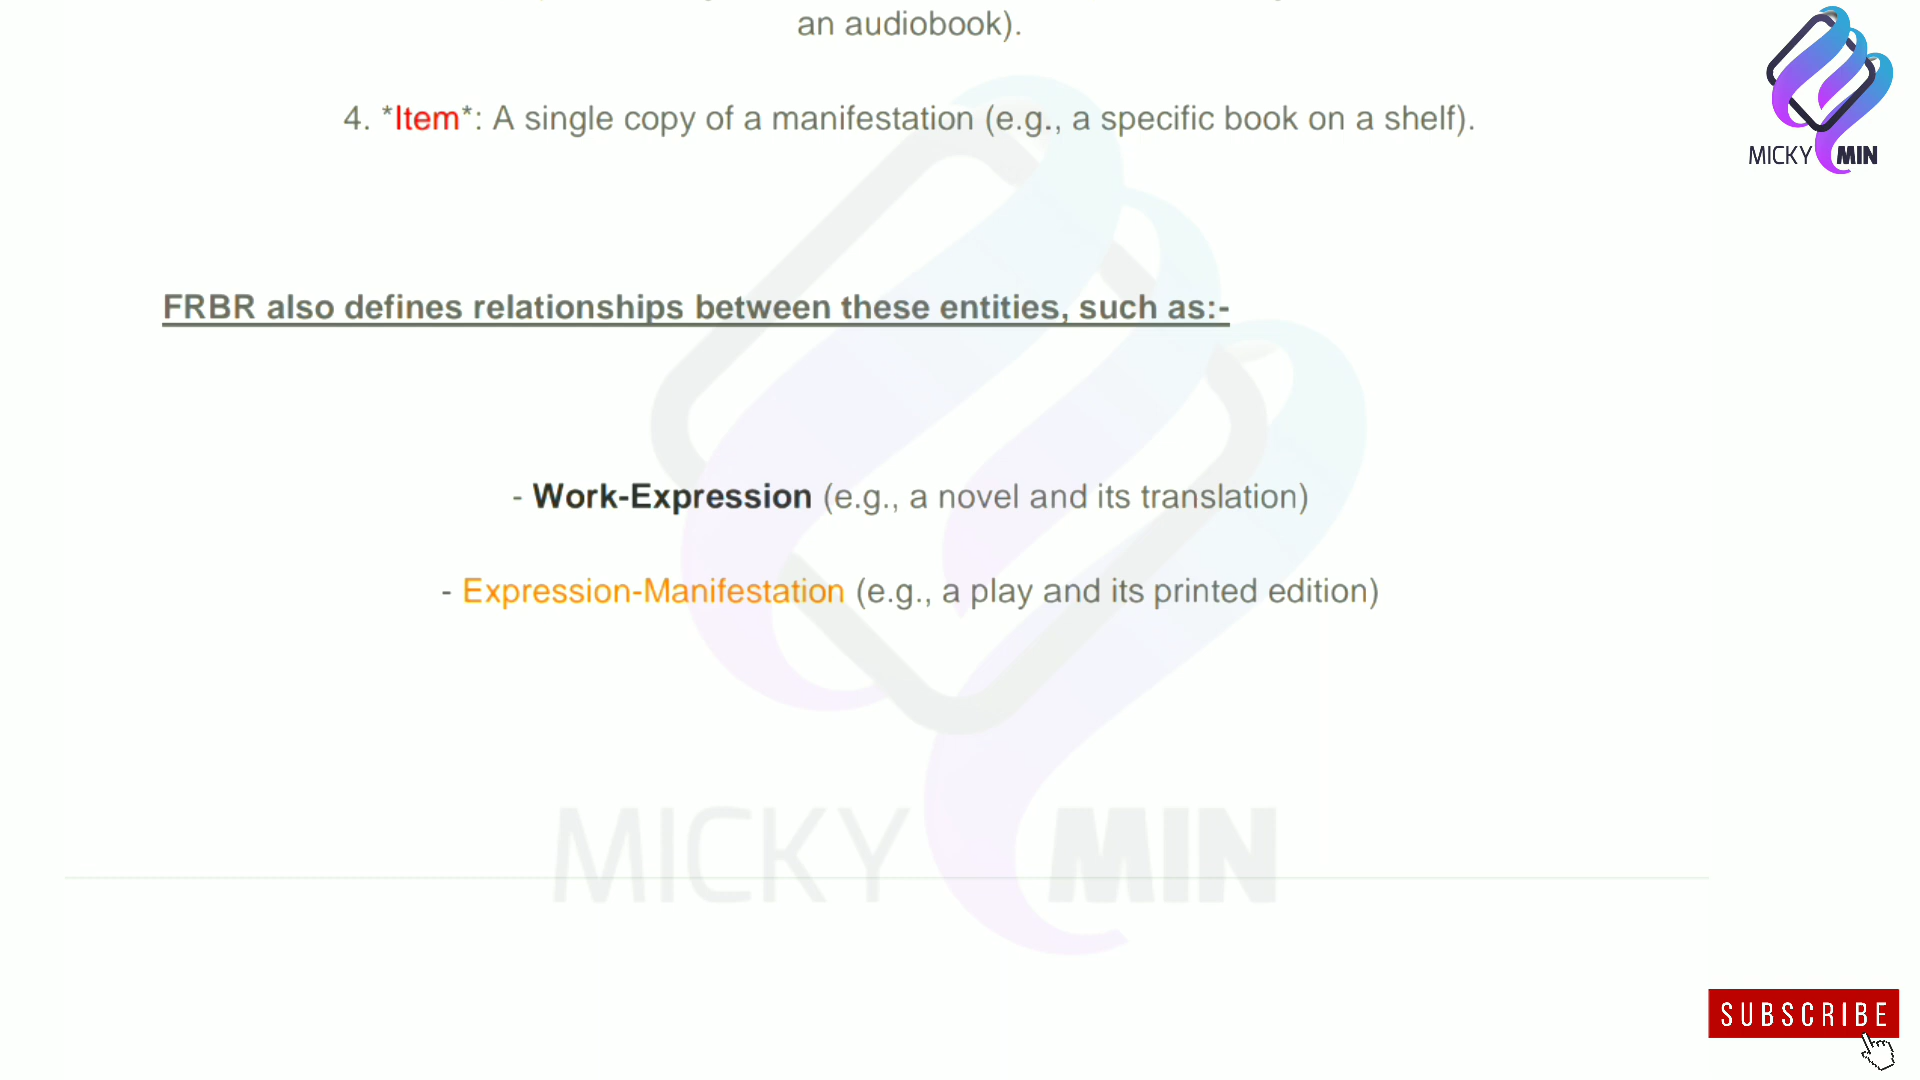 an audiobook).
MICKY MIN
4. *Item*: A single copy of a manifestation (e.g., a specific book on a shelf).
FRBR also defines relationships between these entities, such as:-
- Work-Expression (e.g., a novel and its translation)
- Expression-Manifestation (e.g., a play and its printed edition)
MICKY MIN
SUBSCRIBE